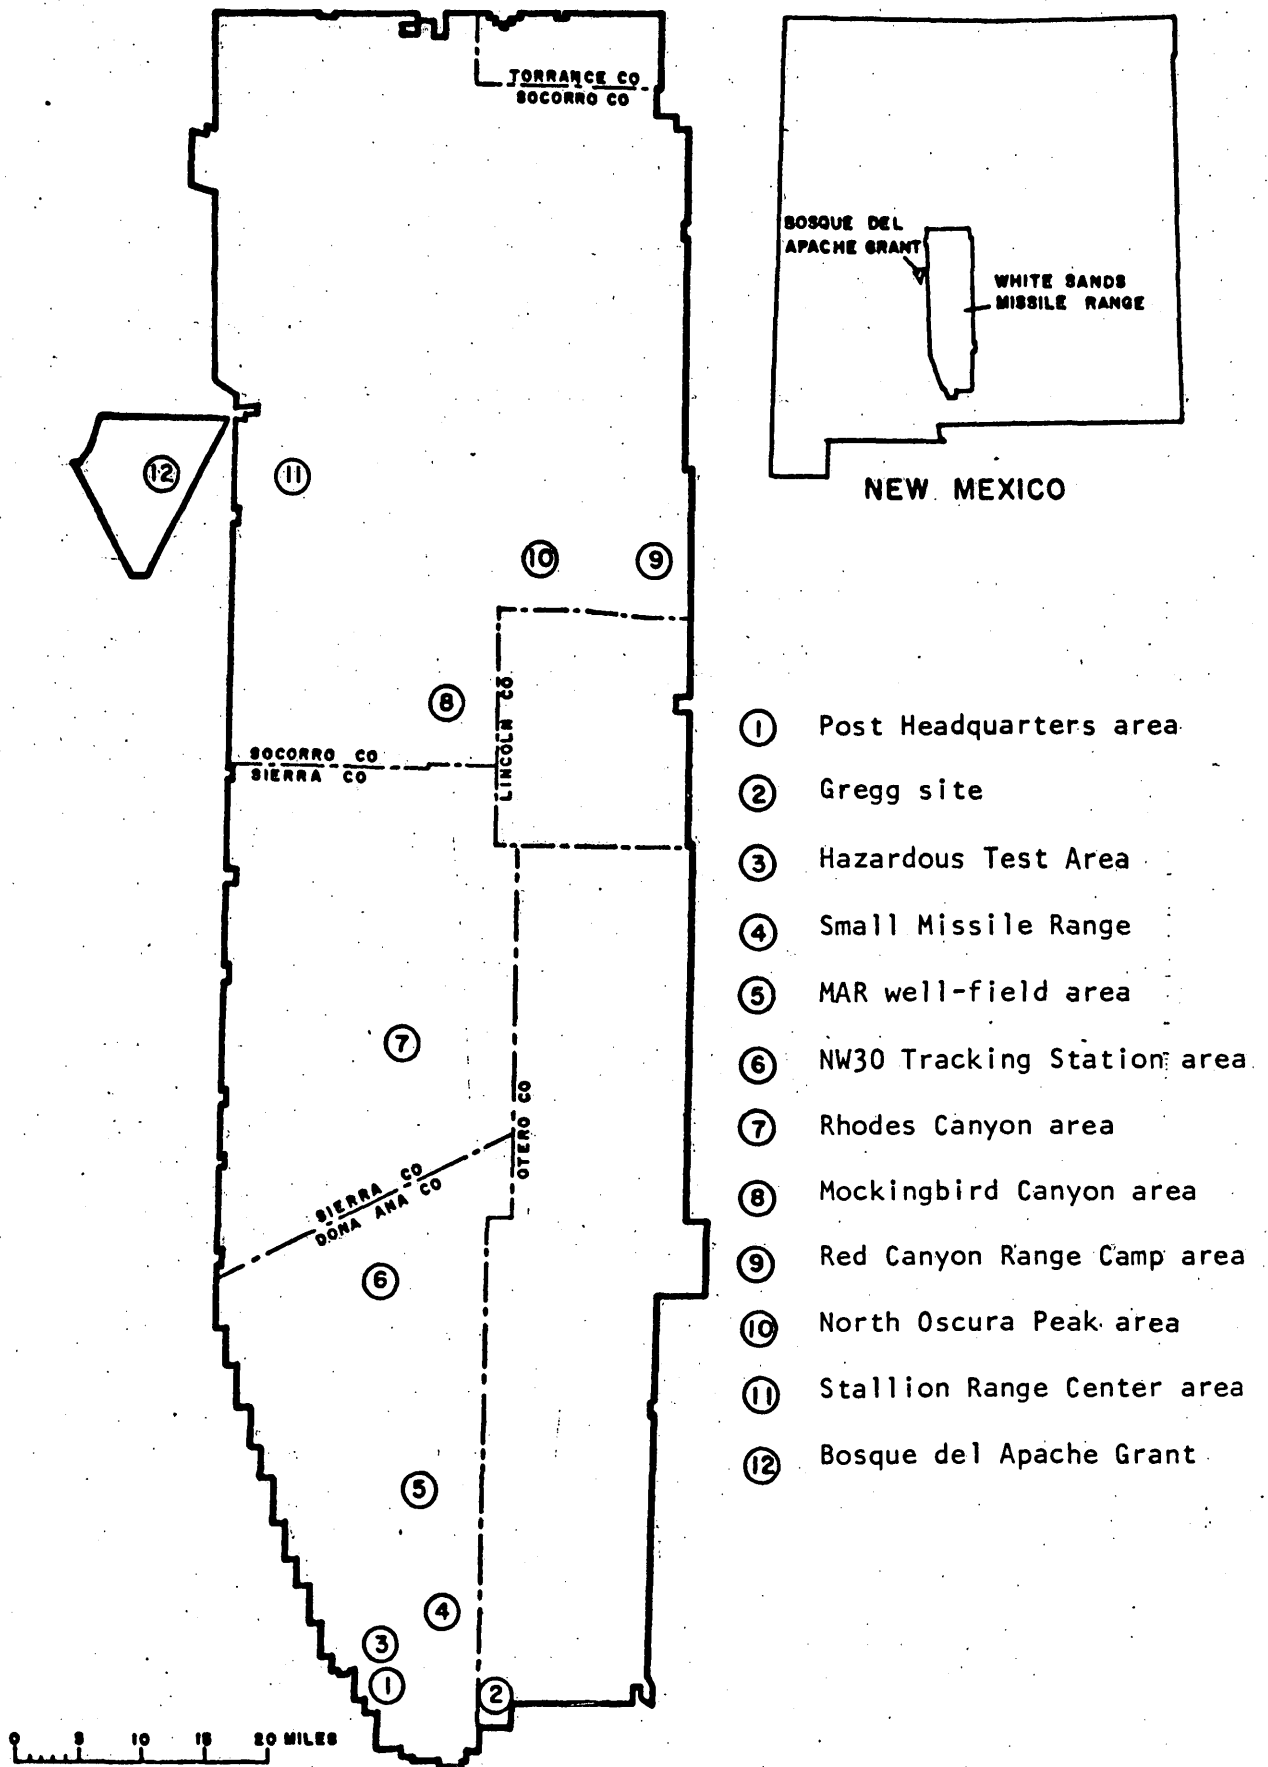 TORRANCE CO
SOCORRO CO
BOSQUE DEL
APACHE GRANT
WHITE SANDS
MISSILE RANGE
NEW MEXICO
12
11
10
9
8
LINCOLN CO
SOCORRO CO
SIERRA CO
7
OTERO CO
SIERRA CO
DONA ANA CO
6
5
4
3
1
2
0 5 10 15 20 MILES
1 Post Headquarters area
2 Gregg site
3 Hazardous Test Area
4 Small Missile Range
5 MAR well-field area
6 NW30 Tracking Station area
7 Rhodes Canyon area
8 Mockingbird Canyon area
9 Red Canyon Range Camp area
10 North Oscura Peak area
11 Stallion Range Center area
12 Bosque del Apache Grant